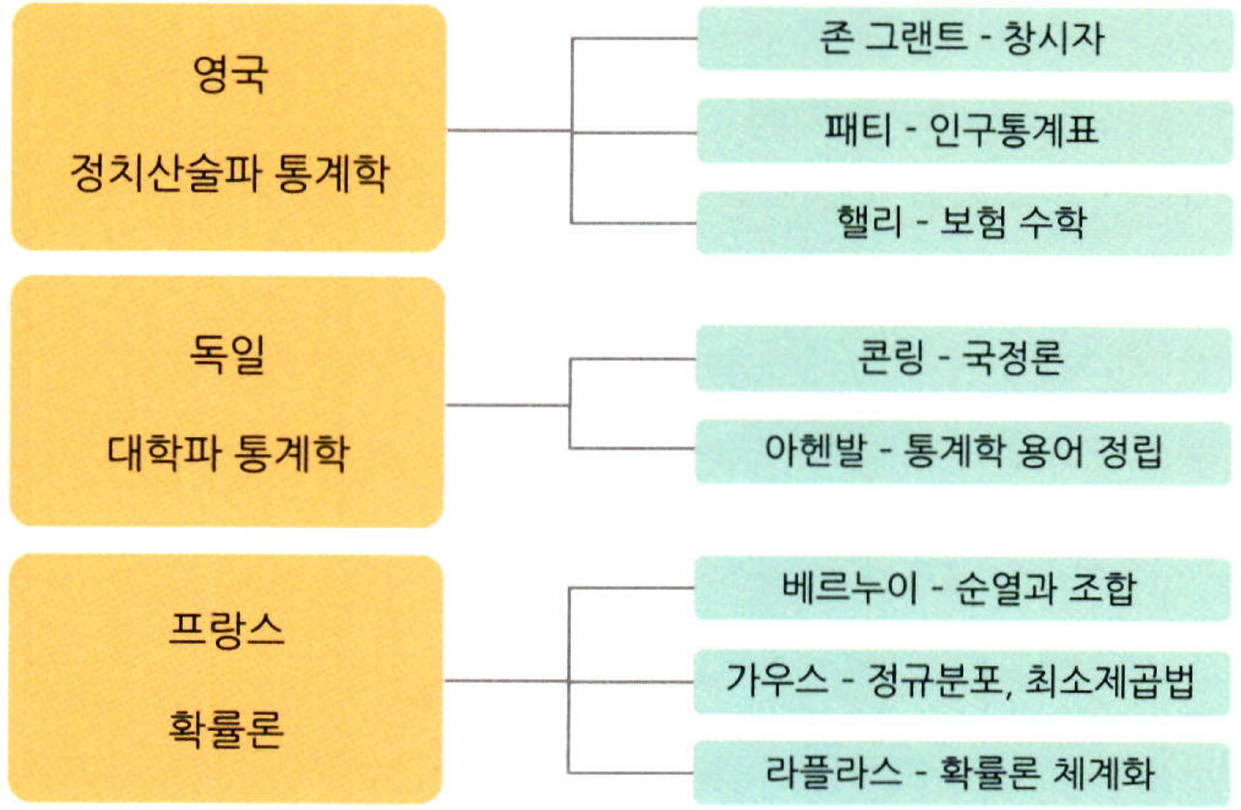 영국
정치산술파 통계학
존 그랜트 - 창시자
패티 - 인구통계표
핼리 - 보험 수학
독일
대학파 통계학
콘링 - 국정론
아헨발 - 통계학 용어 정립
프랑스
확률론
베르누이 - 순열과 조합
가우스 - 정규분포, 최소제곱법
라플라스 - 확률론 체계화